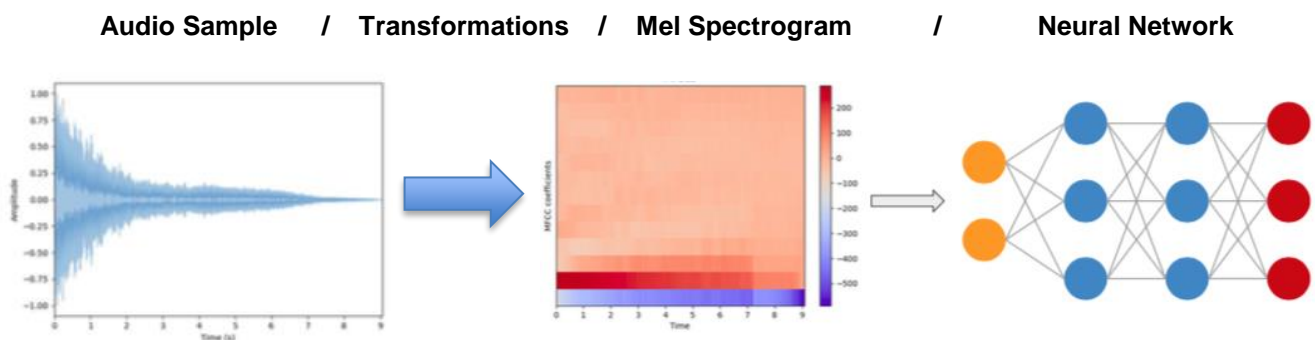 Audio Sample / Transformations / Mel Spectrogram / Neural Network
1.00
0.75
0.50
0.25
0.00
−0.25
−0.50
−0.75
−1.00
Amplitude
0 1 2 3 4 5 6 7 8 9
Time (s)
MFCC coefficients
0 1 2 3 4 5 6 7 8 9
Time
200
100
0
−100
−200
−300
−400
−500